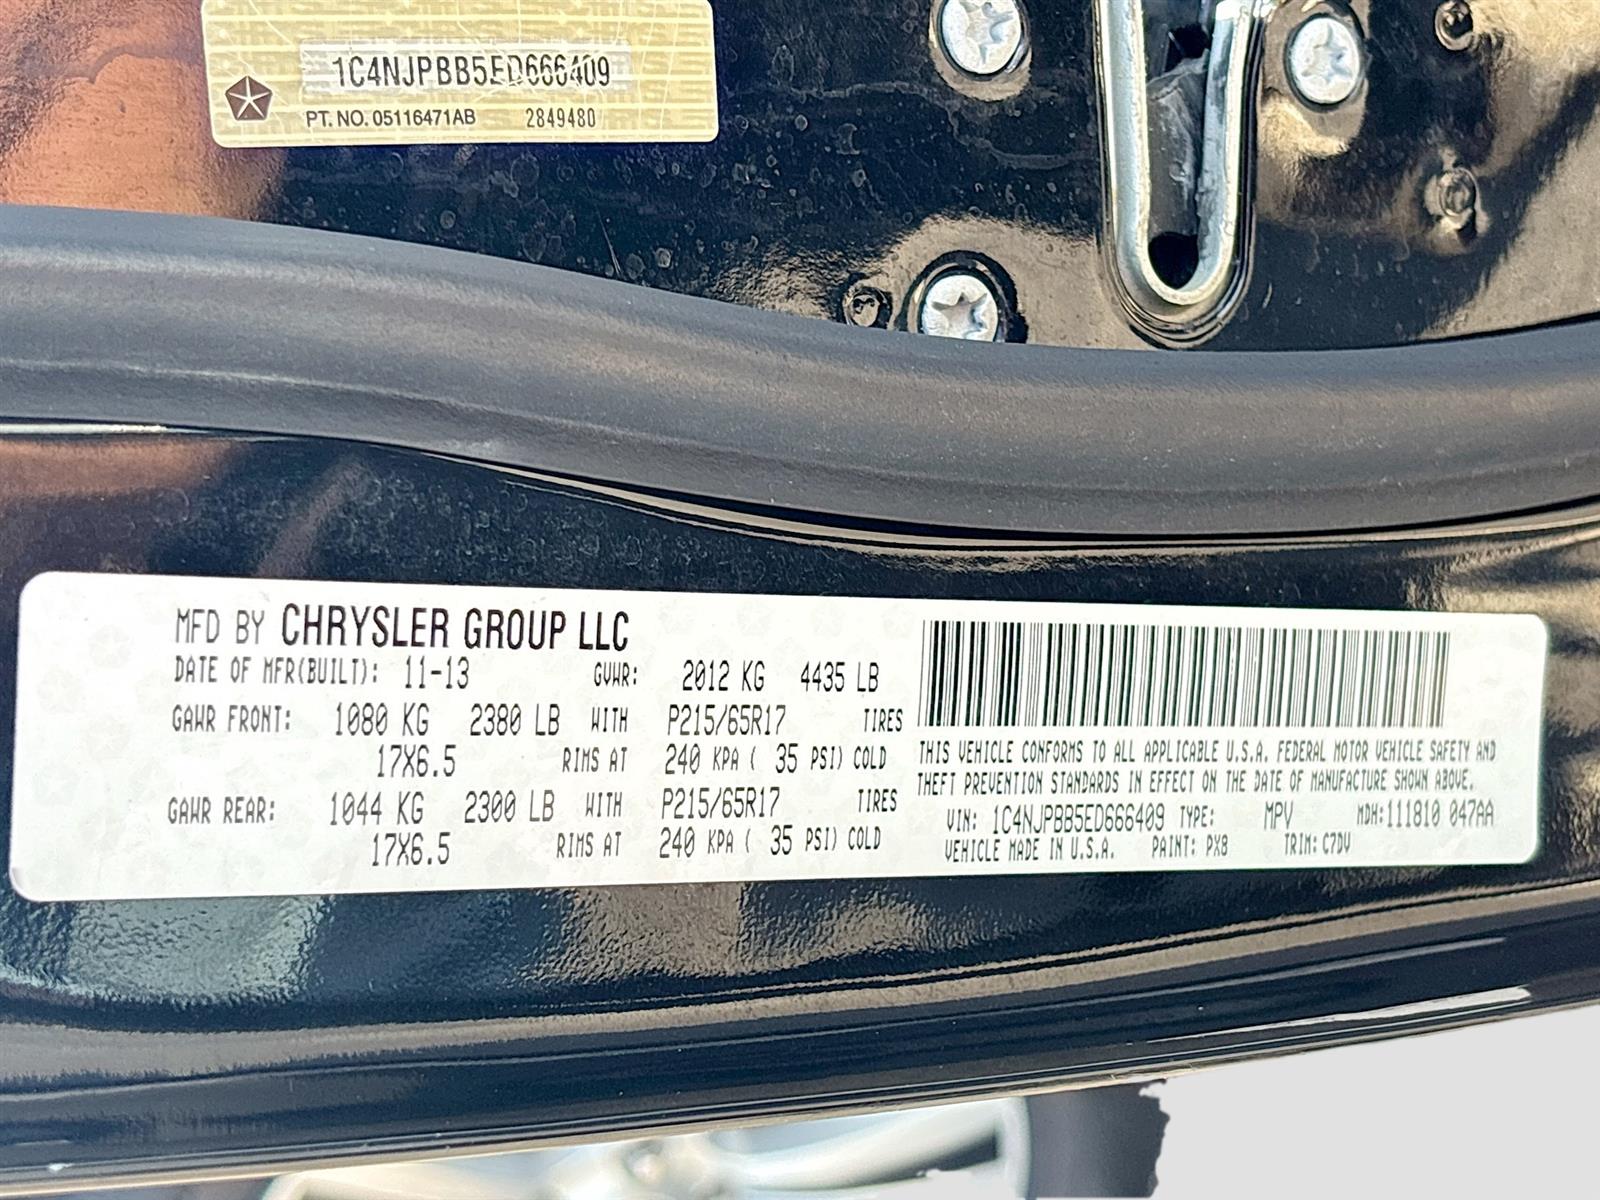 1C4NJPBB5ED666409
PT. NO. 05116471AB 2849480
MFD BY CHRYSLER GROUP LLC
DATE OF MFR(BUILT): 11-13 GVWR: 2012 KG 4435 LB
GAWR FRONT: 1080 KG 2380 LB WITH P215/65R17 TIRES
17X6.5 RIMS AT 240 KPA ( 35 PSI) COLD
GAWR REAR: 1044 KG 2300 LB WITH P215/65R17 TIRES
17X6.5 RIMS AT 240 KPA ( 35 PSI) COLD
THIS VEHICLE CONFORMS TO ALL APPLICABLE U.S.A. FEDERAL MOTOR VEHICLE SAFETY AND
THEFT PREVENTION STANDARDS IN EFFECT ON THE DATE OF MANUFACTURE SHOWN ABOVE.
VIN: 1C4NJPBB5ED666409 TYPE: MPV MDH:111810 047AA
VEHICLE MADE IN U.S.A. PAINT: PX8 TRIM: C7DV